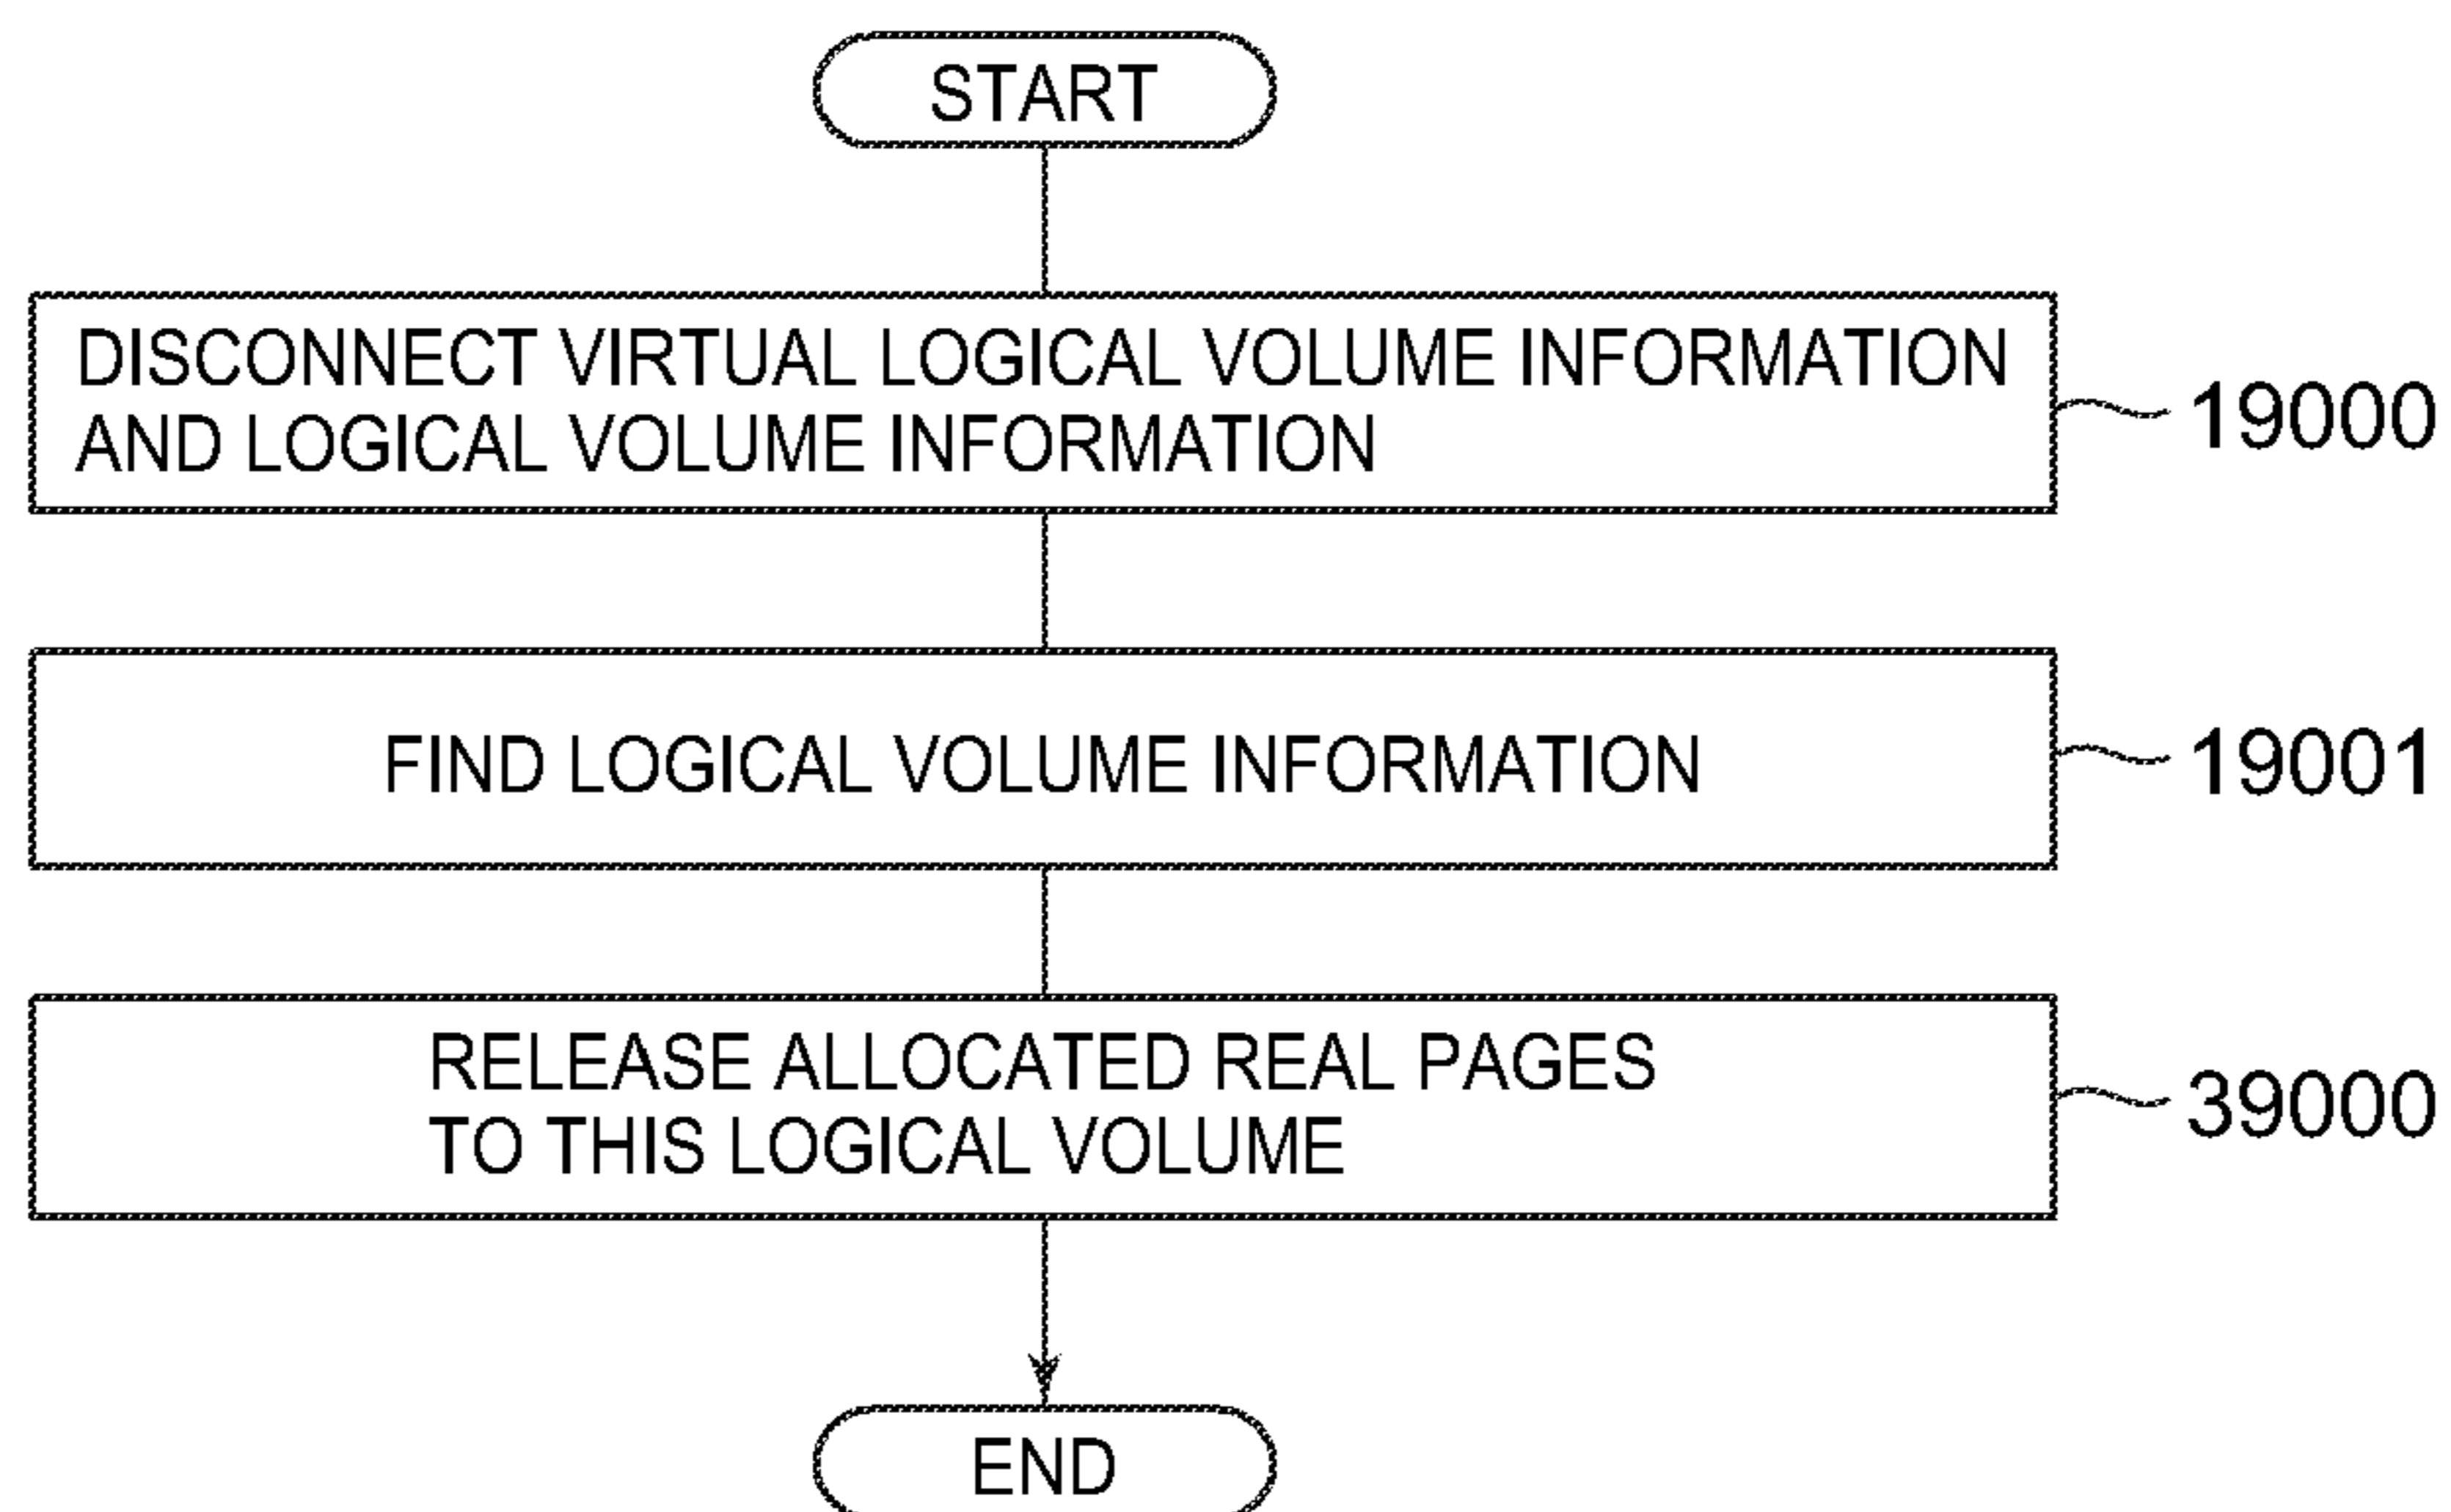 START
DISCONNECT VIRTUAL LOGICAL VOLUME INFORMATION
AND LOGICAL VOLUME INFORMATION
19000
FIND LOGICAL VOLUME INFORMATION
19001
RELEASE ALLOCATED REAL PAGES
TO THIS LOGICAL VOLUME
39000
END